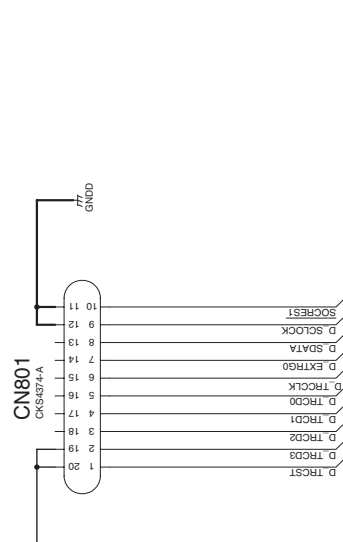 GNDD
CN801
CKS4374-A
11 10
12 9
13 8
14 7
15 6
16 5
17 4
18 3
19 2
20 1
SOCRES1
D_SCLOCK
D_SDATA
D_EXTRG0
D_TRCCLK
D_TRCD0
D_TRCD1
D_TRCD2
D_TRCD3
D_TRCST